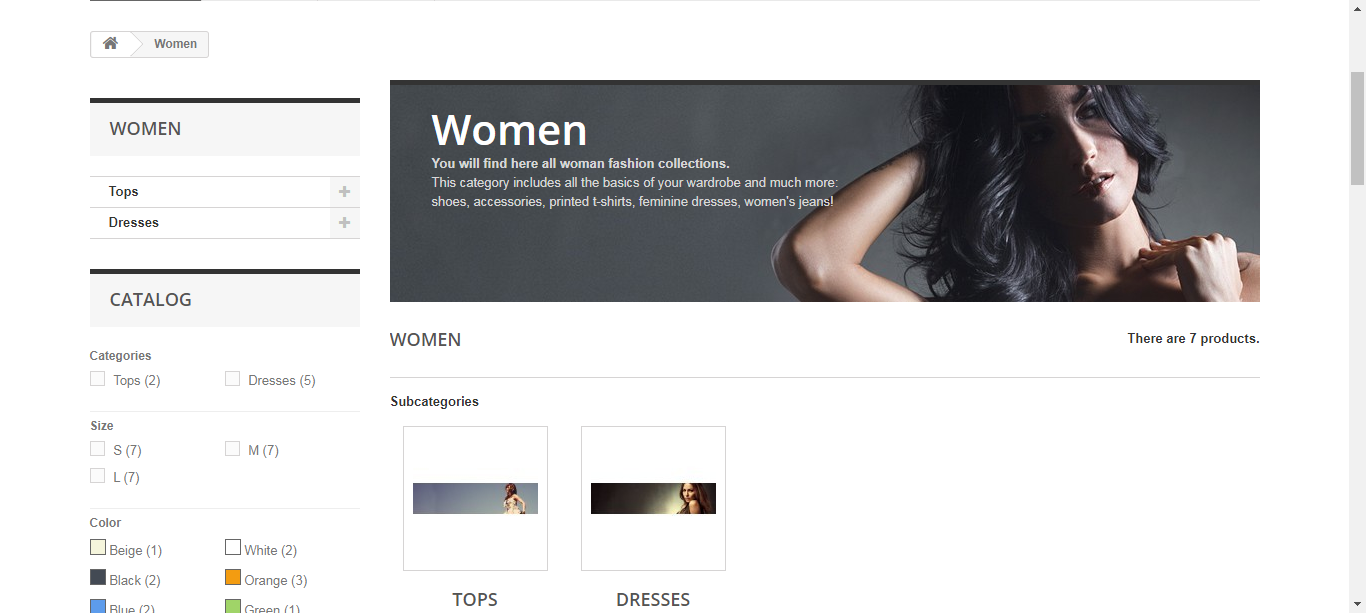 Women
WOMEN
Tops
Dresses
CATALOG
Categories
Tops (2)
Dresses (5)
Size
S (7)
M (7)
L (7)
Color
Beige (1)
White (2)
Black (2)
Orange (3)
Blue (2)
Green (1)
Women
You will find here all woman fashion collections.
This category includes all the basics of your wardrobe and much more:
shoes, accessories, printed t-shirts, feminine dresses, women's jeans!
WOMEN
There are 7 products.
Subcategories
TOPS
DRESSES